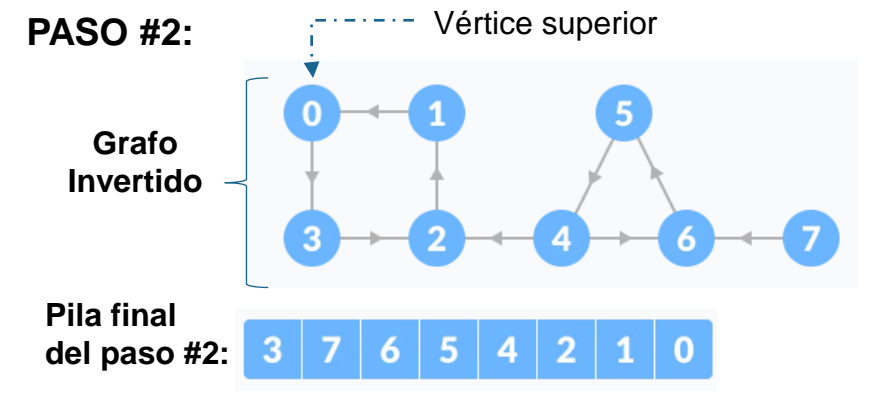 PASO #2:
Vértice superior
0 1 5
Grafo
Invertido
3 2 4 6 7
Pila final
del paso #2:
3 7 6 5 4 2 1 0